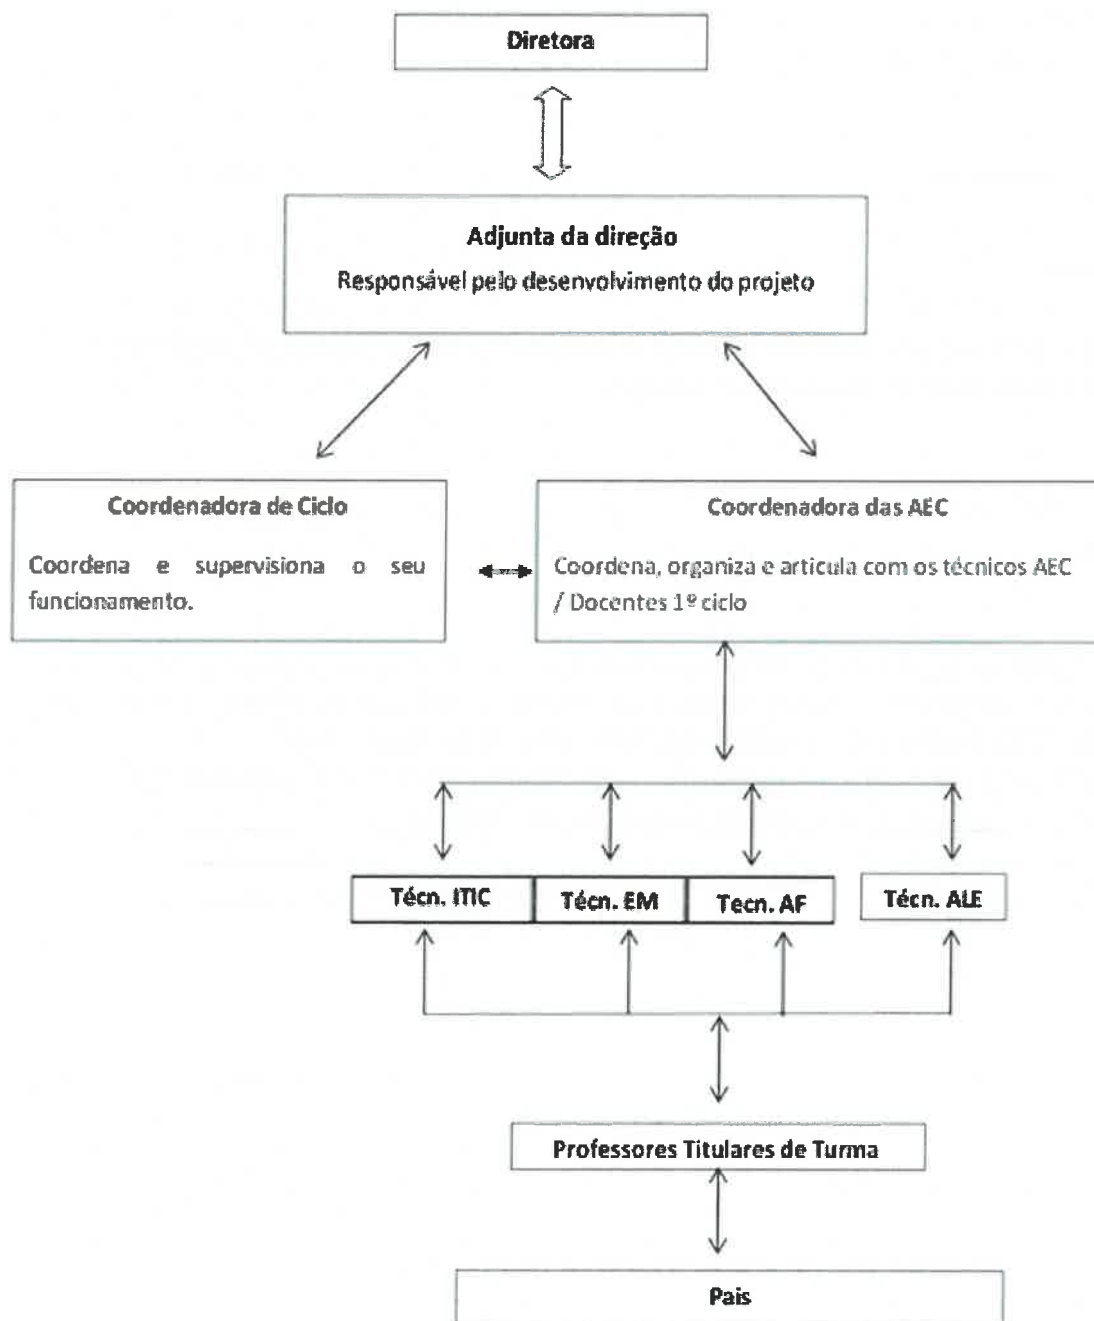 Diretora
Adjunta da direção
Responsável pelo desenvolvimento do projeto
Coordenadora de Ciclo
Coordena e supervisiona o seu
funcionamento.
Coordenadora das AEC
Coordena, organiza e articula com os técnicos AEC
/ Docentes 1º ciclo
Técn. ITIC
Técn. EM
Tecn. AF
Técn. ALE
Professores Titulares de Turma
Pais